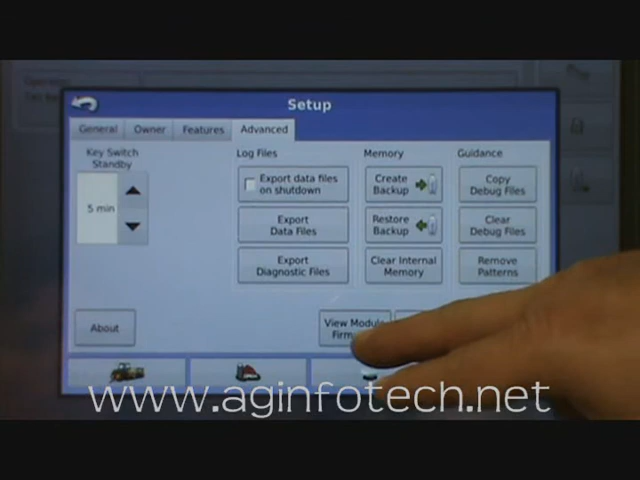 Operator
Setup
General
Owner
Features
Advanced
Key Switch
Standby
5 min
Log Files
Export data files
on shutdown
Export
Data Files
Export
Diagnostic Files
Memory
Create
Backup
Restore
Backup
Clear Internal
Memory
Guidance
Copy
Debug Files
Clear
Debug Files
Remove
Patterns
About
View Module
www.aginfotech.net